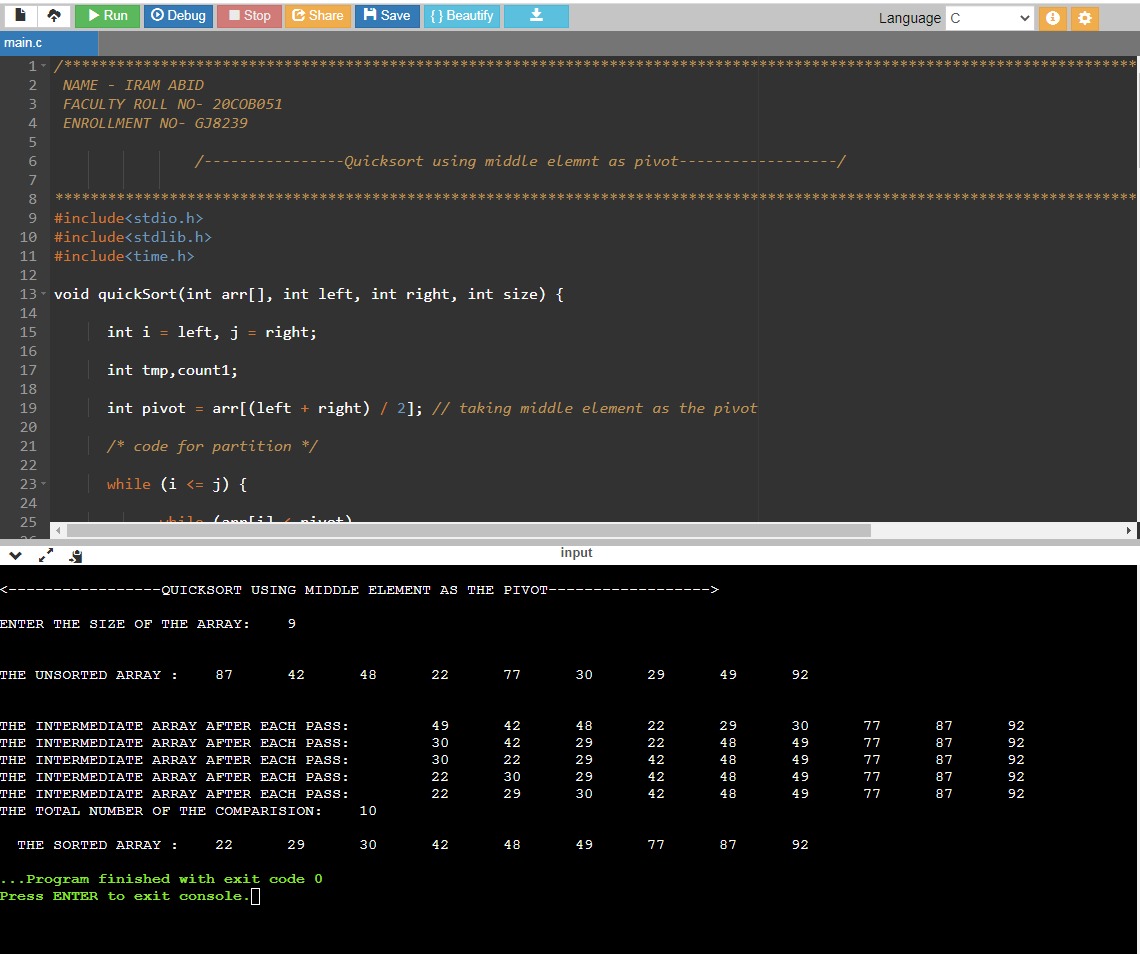 Run Debug Stop Share Save { } Beautify Language C
main.c
1 /***************************************************************************************************************************
2 NAME - IRAM ABID
3 FACULTY ROLL NO- 20COB051
4 ENROLLMENT NO- GJ8239
5
6 /----------------Quicksort using middle elemnt as pivot------------------/
7
8 ***************************************************************************************************************************
9 #include<stdio.h>
10 #include<stdlib.h>
11 #include<time.h>
12
13 void quickSort(int arr[], int left, int right, int size) {
14
15 int i = left, j = right;
16
17 int tmp,count1;
18
19 int pivot = arr[(left + right) / 2]; // taking middle element as the pivot
20
21 /* code for partition */
22
23 while (i <= j) {
24
25 while (arr[i] < pivot)
26
input
<-----------------QUICKSORT USING MIDDLE ELEMENT AS THE PIVOT------------------>
ENTER THE SIZE OF THE ARRAY: 9
THE UNSORTED ARRAY : 87 42 48 22 77 30 29 49 92
THE INTERMEDIATE ARRAY AFTER EACH PASS: 49 42 48 22 29 30 77 87 92
THE INTERMEDIATE ARRAY AFTER EACH PASS: 30 42 29 22 48 49 77 87 92
THE INTERMEDIATE ARRAY AFTER EACH PASS: 30 22 29 42 48 49 77 87 92
THE INTERMEDIATE ARRAY AFTER EACH PASS: 22 30 29 42 48 49 77 87 92
THE INTERMEDIATE ARRAY AFTER EACH PASS: 22 29 30 42 48 49 77 87 92
THE TOTAL NUMBER OF THE COMPARISION: 10
THE SORTED ARRAY : 22 29 30 42 48 49 77 87 92
...Program finished with exit code 0
Press ENTER to exit console.